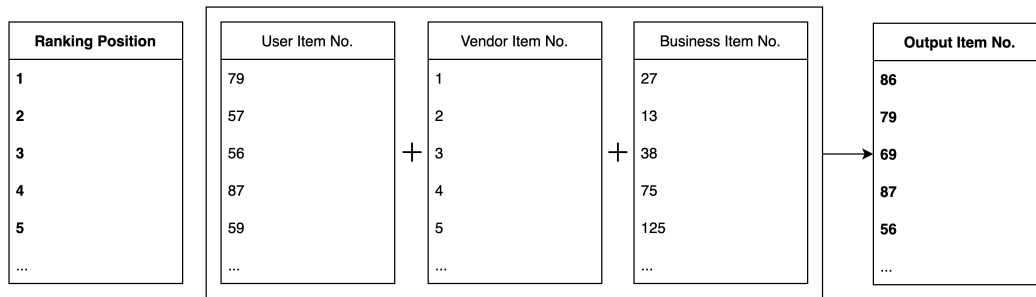 Ranking Position User Item No. Vendor Item No. Business Item No. Output Item No.
1 79 1 27 86
2 57 2 13 79
3 56 + 3 + 38 69
4 87 4 75 87
5 59 5 125 56
... ... ... ... ...